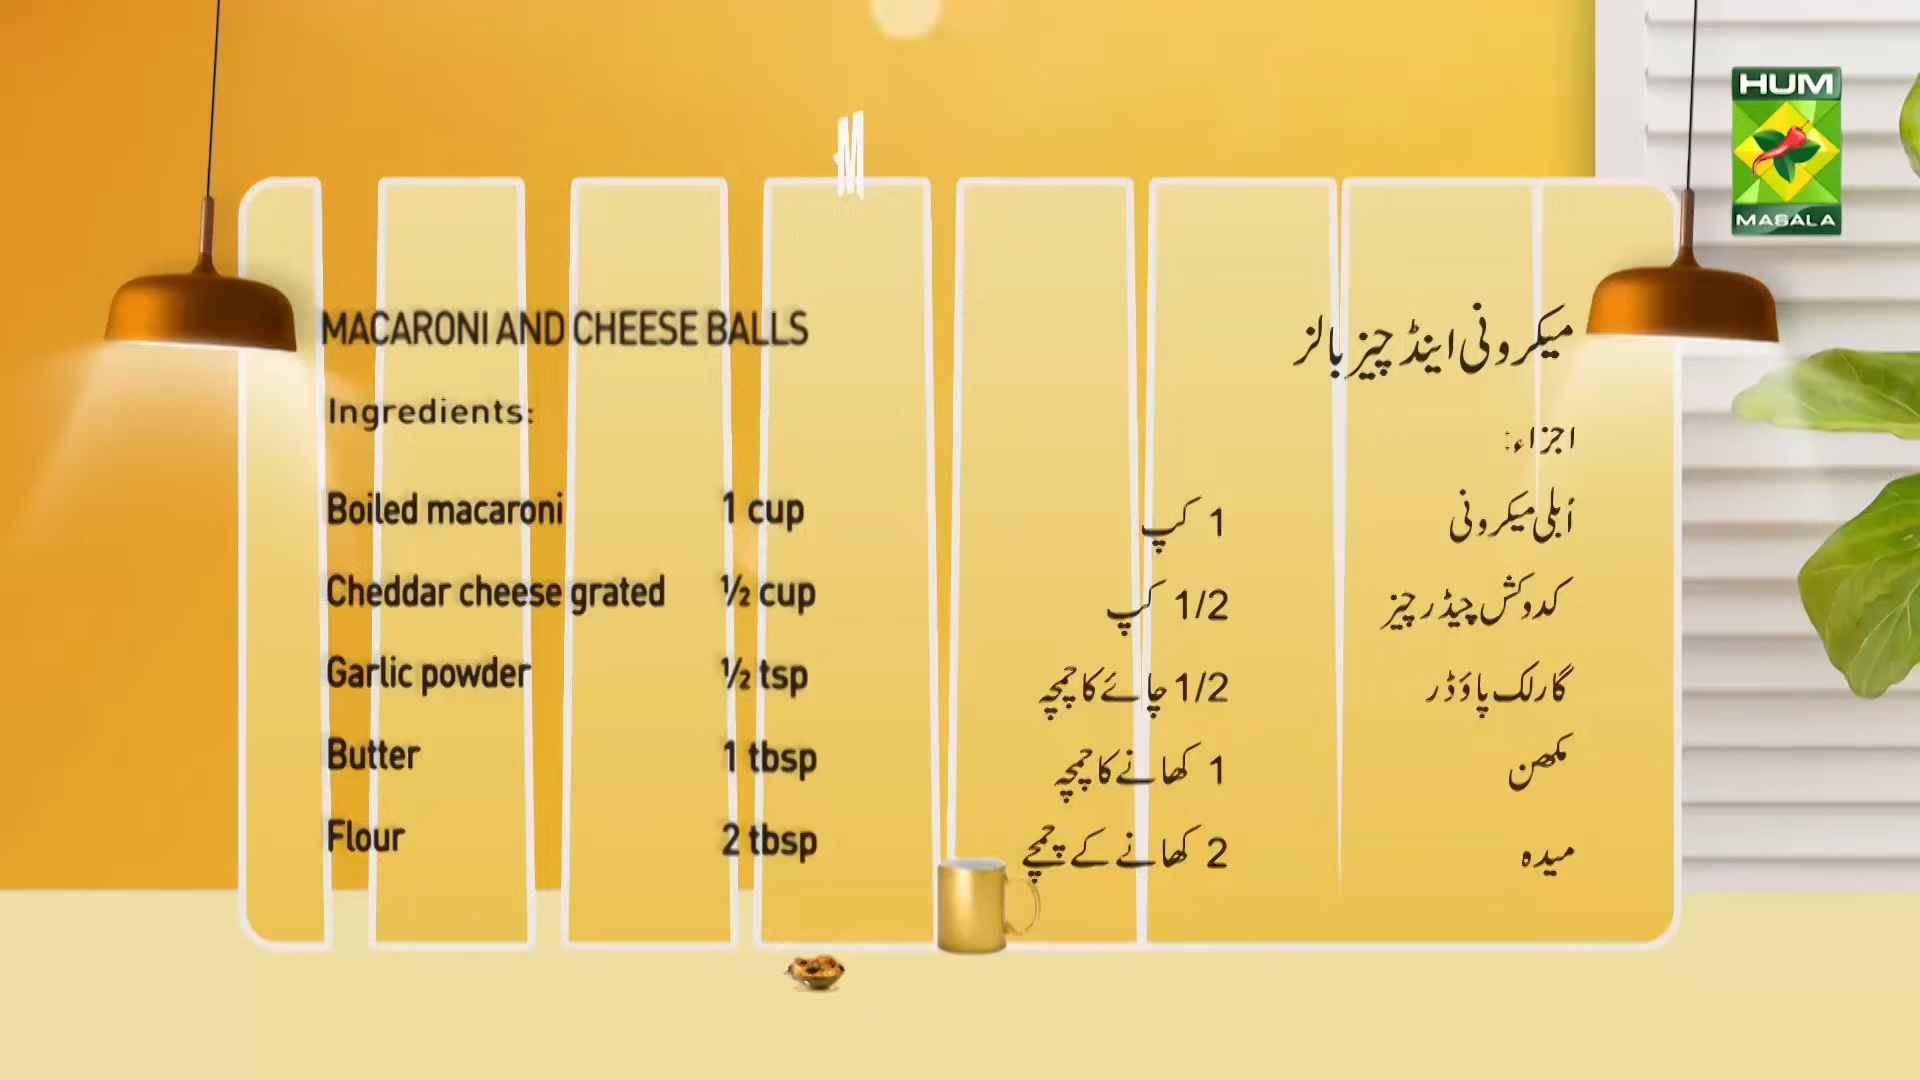 HUM
MASALA
M
MACARONI AND CHEESE BALLS
Ingredients:
Boiled macaroni 1 cup
Cheddar cheese grated ½ cup
Garlic powder ½ tsp
Butter 1 tbsp
Flour 2 tbsp
میکرونی اینڈ چیز بالز
اجزاء:
اُبلی میکرونی 1 کپ
کدوکش چیڈر چیز 1/2 کپ
گارلک پاؤڈر 1/2 چائے کا چمچہ
مکھن 1 کھانے کا چمچہ
میدہ 2 کھانے کے چمچے